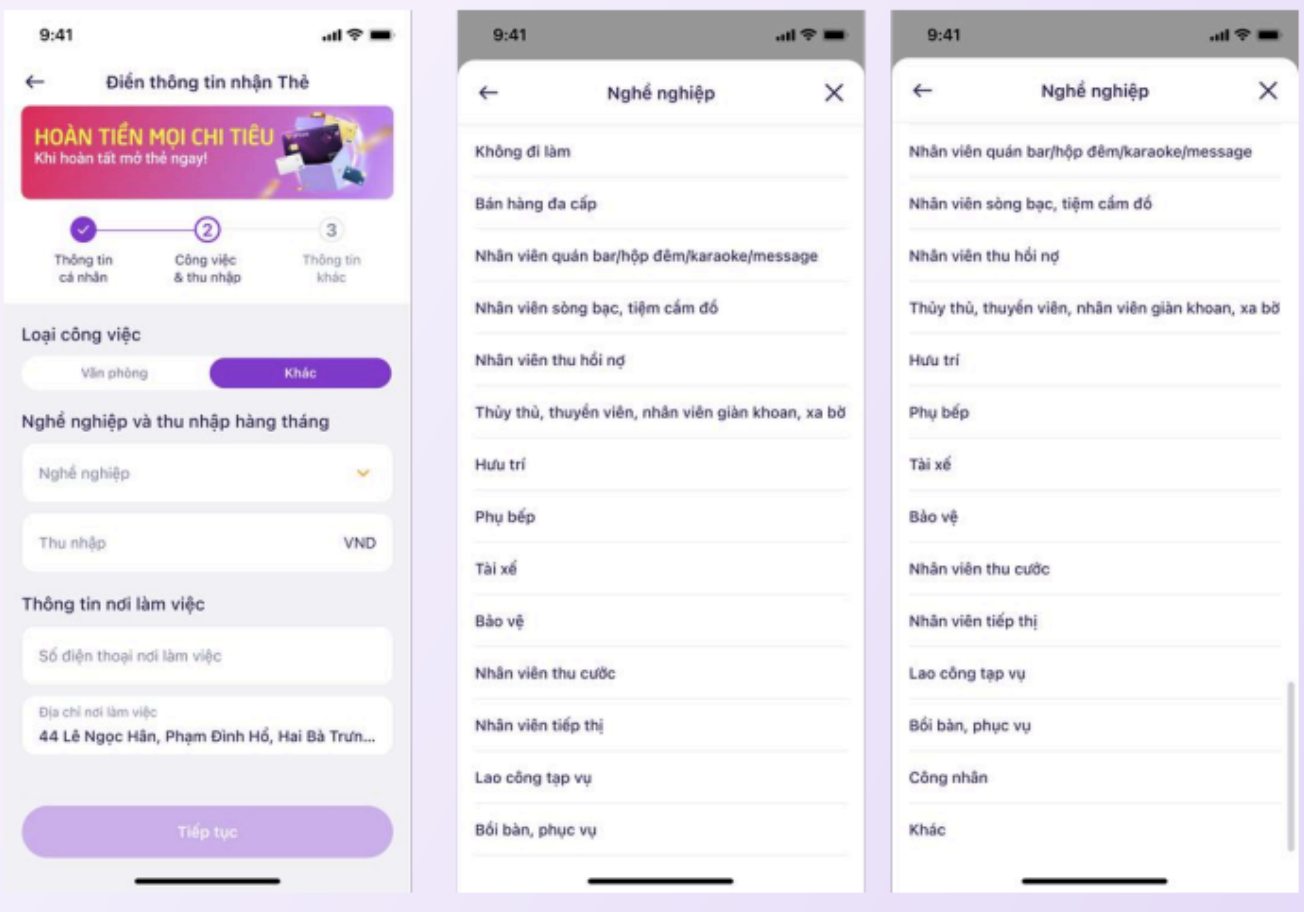 9:41
Điền thông tin nhận Thẻ
HOÀN TIỀN MỌI CHI TIÊU
Khi hoàn tất mở thẻ ngay!
2
3
Thông tin
cá nhân
Công việc
& thu nhập
Thông tin
khác
Loại công việc
Văn phòng
Khác
Nghề nghiệp và thu nhập hàng tháng
Nghề nghiệp
Thu nhập
VND
Thông tin nơi làm việc
Số điện thoại nơi làm việc
Địa chỉ nơi làm việc
44 Lê Ngọc Hân, Phạm Đình Hổ, Hai Bà Trưn...
Tiếp tục
9:41
Nghề nghiệp
Không đi làm
Bán hàng đa cấp
Nhân viên quán bar/hộp đêm/karaoke/message
Nhân viên sòng bạc, tiệm cầm đồ
Nhân viên thu hồi nợ
Thủy thủ, thuyền viên, nhân viên giàn khoan, xa bờ
Hưu trí
Phụ bếp
Tài xế
Bảo vệ
Nhân viên thu cước
Nhân viên tiếp thị
Lao công tạp vụ
Bồi bàn, phục vụ
9:41
Nghề nghiệp
Nhân viên quán bar/hộp đêm/karaoke/message
Nhân viên sòng bạc, tiệm cầm đồ
Nhân viên thu hồi nợ
Thủy thủ, thuyền viên, nhân viên giàn khoan, xa bờ
Hưu trí
Phụ bếp
Tài xế
Bảo vệ
Nhân viên thu cước
Nhân viên tiếp thị
Lao công tạp vụ
Bồi bàn, phục vụ
Công nhân
Khác